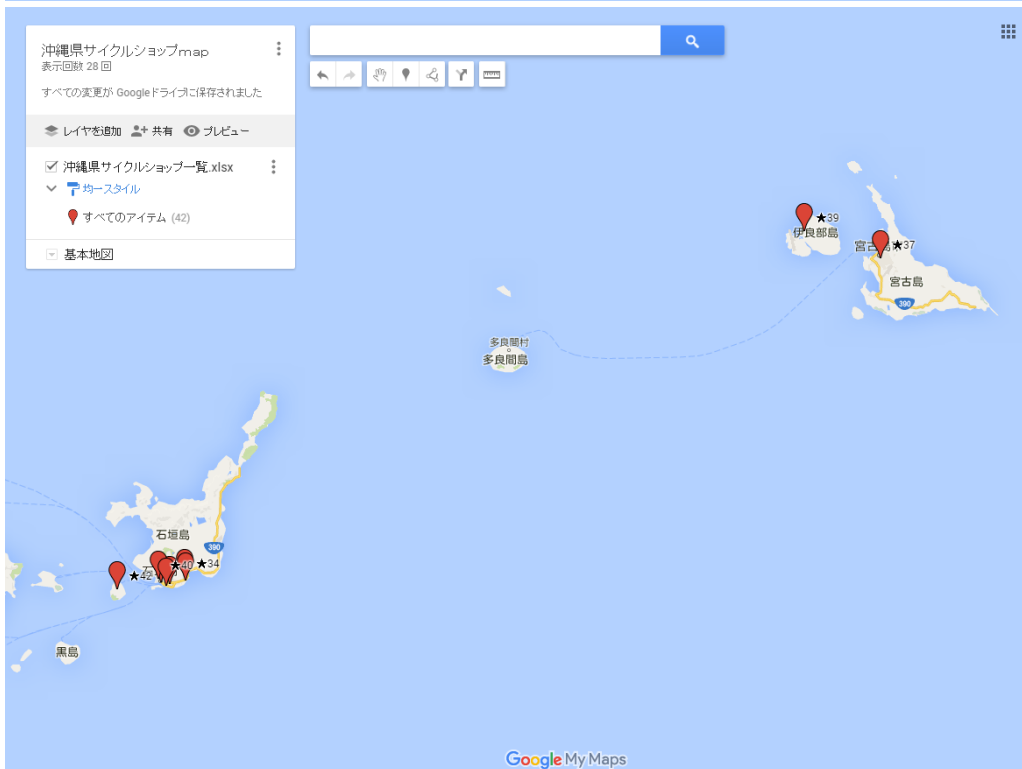 沖縄県サイクルショップmap
表示回数 28 回
すべての変更が Googleドライブに保存されました
レイヤを追加 共有 プレビュー
沖縄県サイクルショップ一覧.xlsx
均一スタイル
すべてのアイテム (42)
基本地図
★39
伊良部島
★37
宮古島
390
多良間村
多良間島
石垣島
390
★40
★34
★42
黒島
Google My Maps